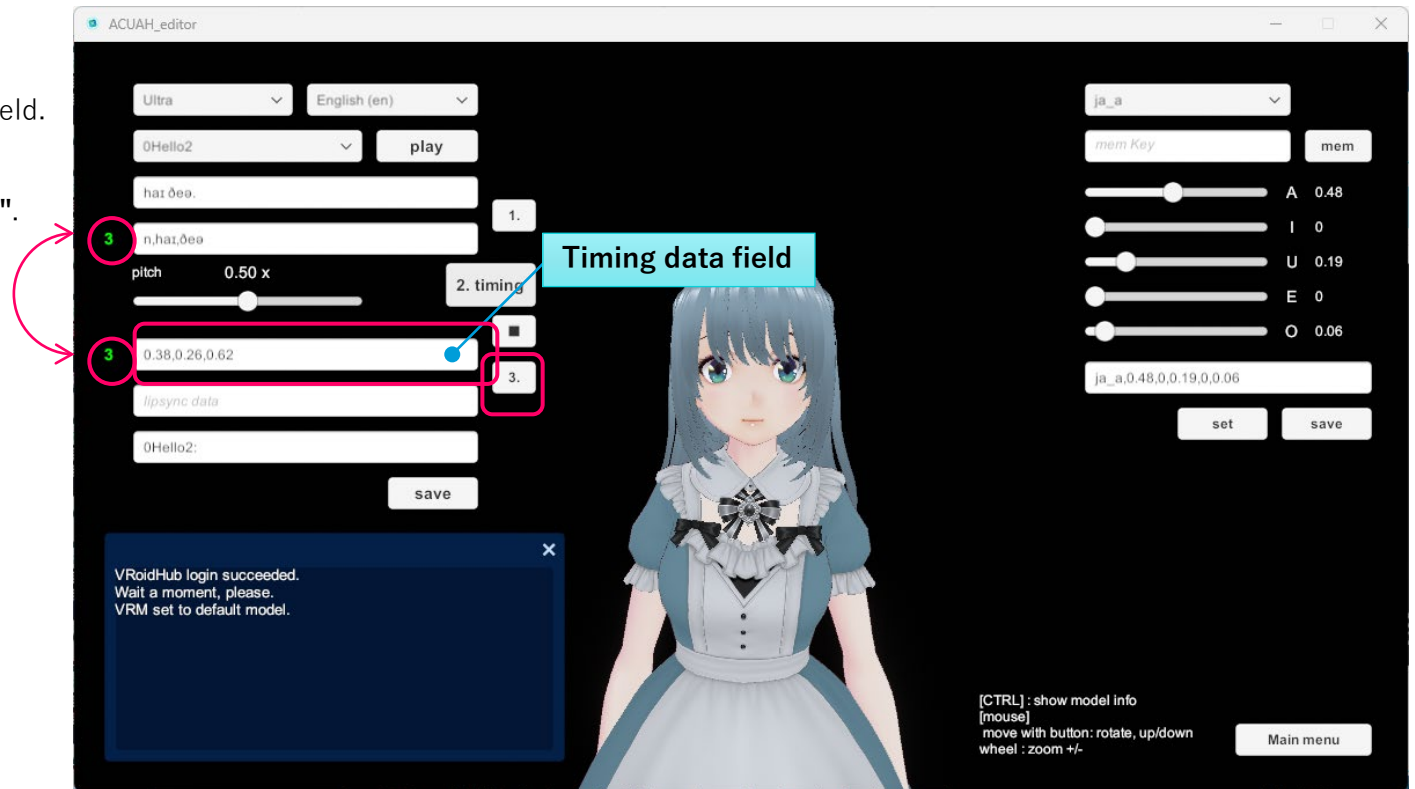 ACUAH_editor
eld.
".
Ultra
English (en)
0Hello2
play
haɪ ðeə.
1.
3
n,haɪ,ðeə
pitch
0.50 x
2. timing
Timing data field
■
3
0.38,0.26,0.62
3.
lipsync data
0Hello2:
save
VRoidHub login succeeded.
Wait a moment, please.
VRM set to default model.
ja_a
mem Key
mem
A 0.48
I 0
U 0.19
E 0
O 0.06
ja_a,0.48,0,0.19,0,0.06
set
save
[CTRL] : show model info
[mouse]
move with button: rotate, up/down
wheel : zoom +/-
Main menu